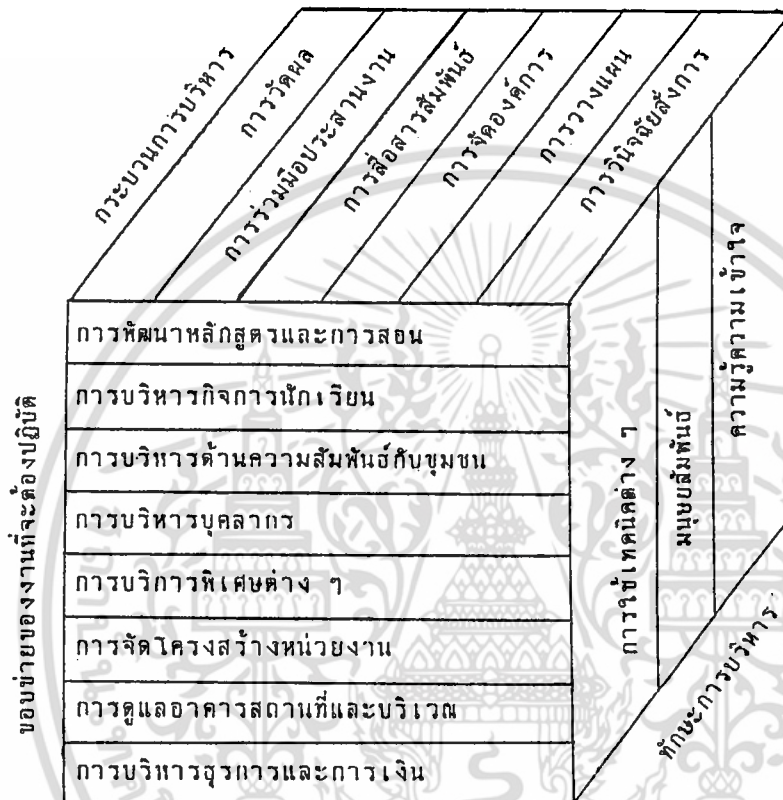 กระบวนการบริหาร
การวัดผล
การร่วมมือประสานงาน
การสื่อสารสัมพันธ์
การจัดองค์การ
การวางแผน
การวินิจฉัยสั่งการ
ขอบข่ายของงานที่จะต้องปฏิบัติ
การพัฒนาหลักสูตรและการสอน
การบริหารกิจการนักเรียน
การบริหารด้านความสัมพันธ์กับชุมชน
การบริหารบุคลากร
การบริการพิเศษต่าง ๆ
การจัดโครงสร้างหน่วยงาน
การดูแลอาคารสถานที่และบริเวณ
การบริหารธุรการและการเงิน
การใช้เทคนิคต่าง ๆ
มนุษยสัมพันธ์
ความรู้ความเข้าใจ
ทักษะการบริหาร